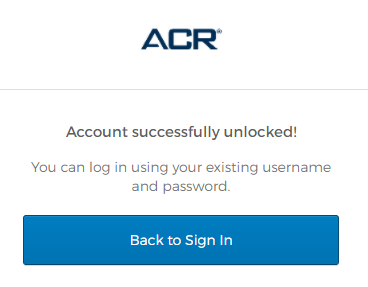 ACR®
Account successfully unlocked!
You can log in using your existing username
and password.
Back to Sign In